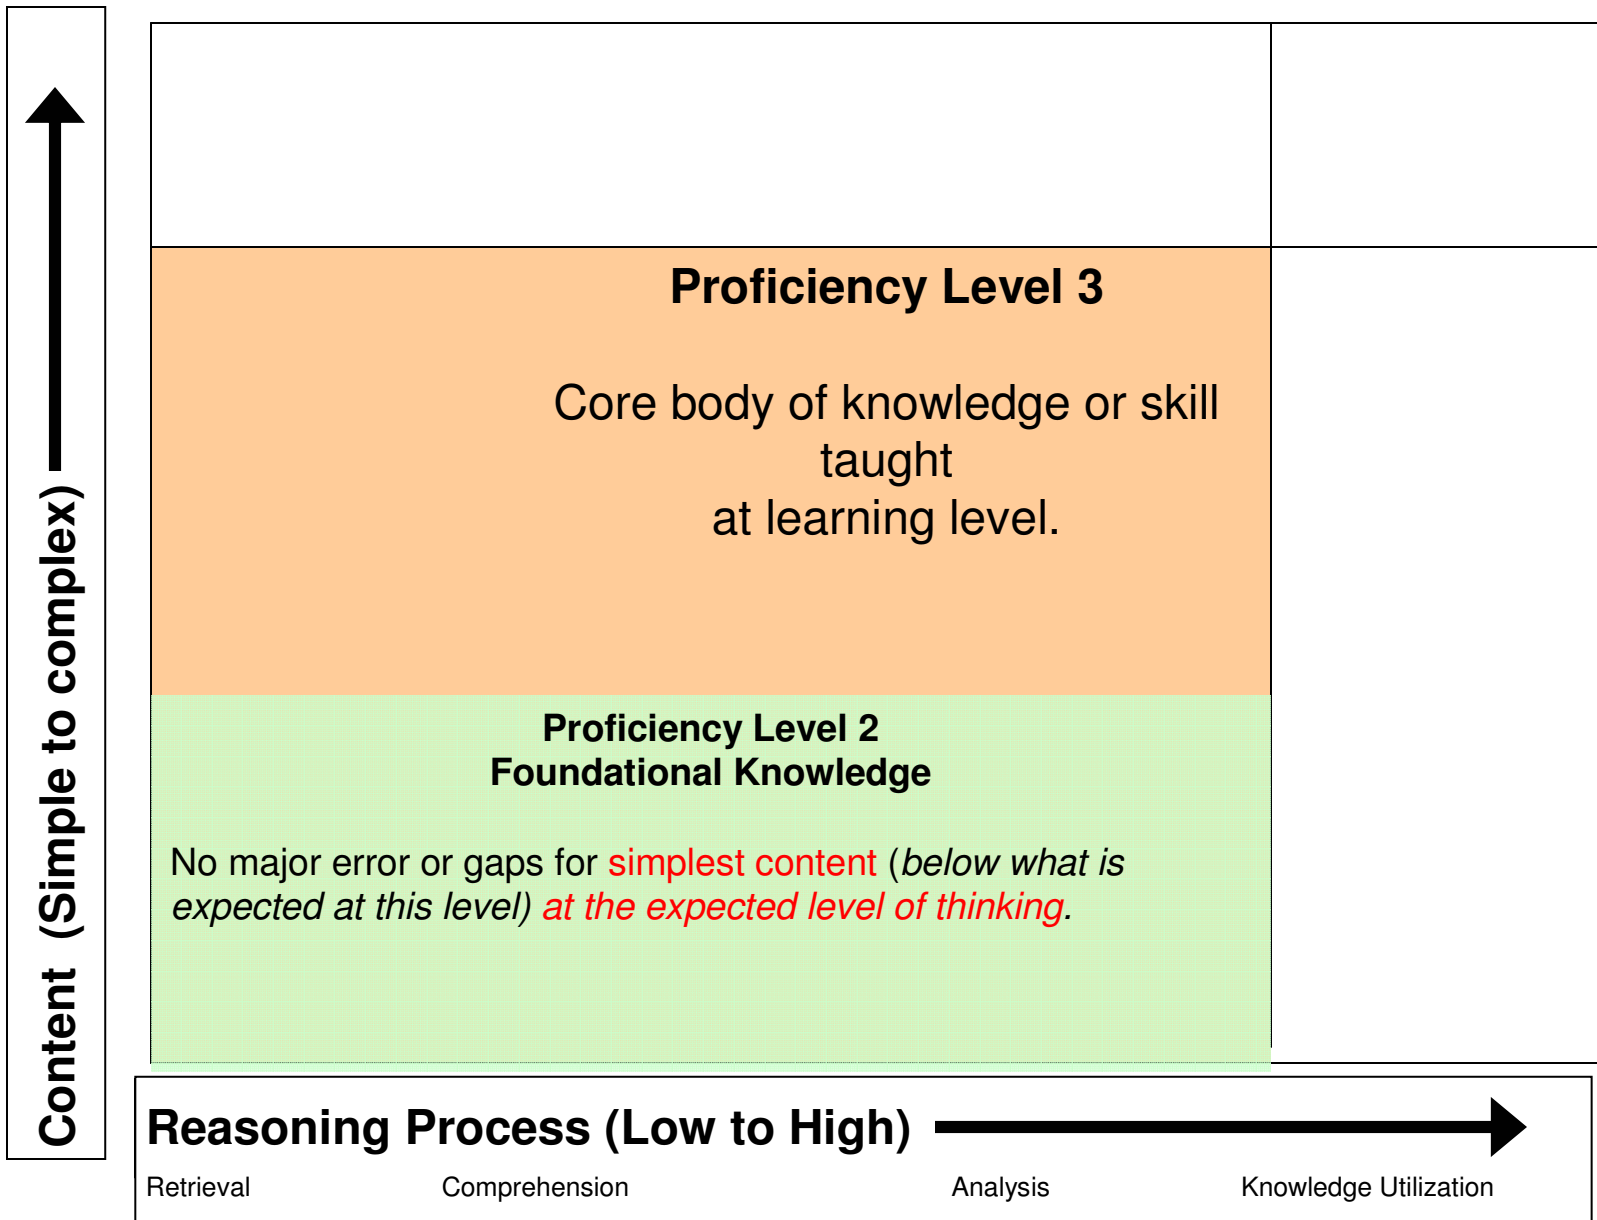 Content (Simple to complex)
Proficiency Level 3
Core body of knowledge or skill
taught
at learning level.
Proficiency Level 2
Foundational Knowledge
No major error or gaps for simplest content (below what is
expected at this level) at the expected level of thinking.
Reasoning Process (Low to High)
Retrieval Comprehension Analysis Knowledge Utilization